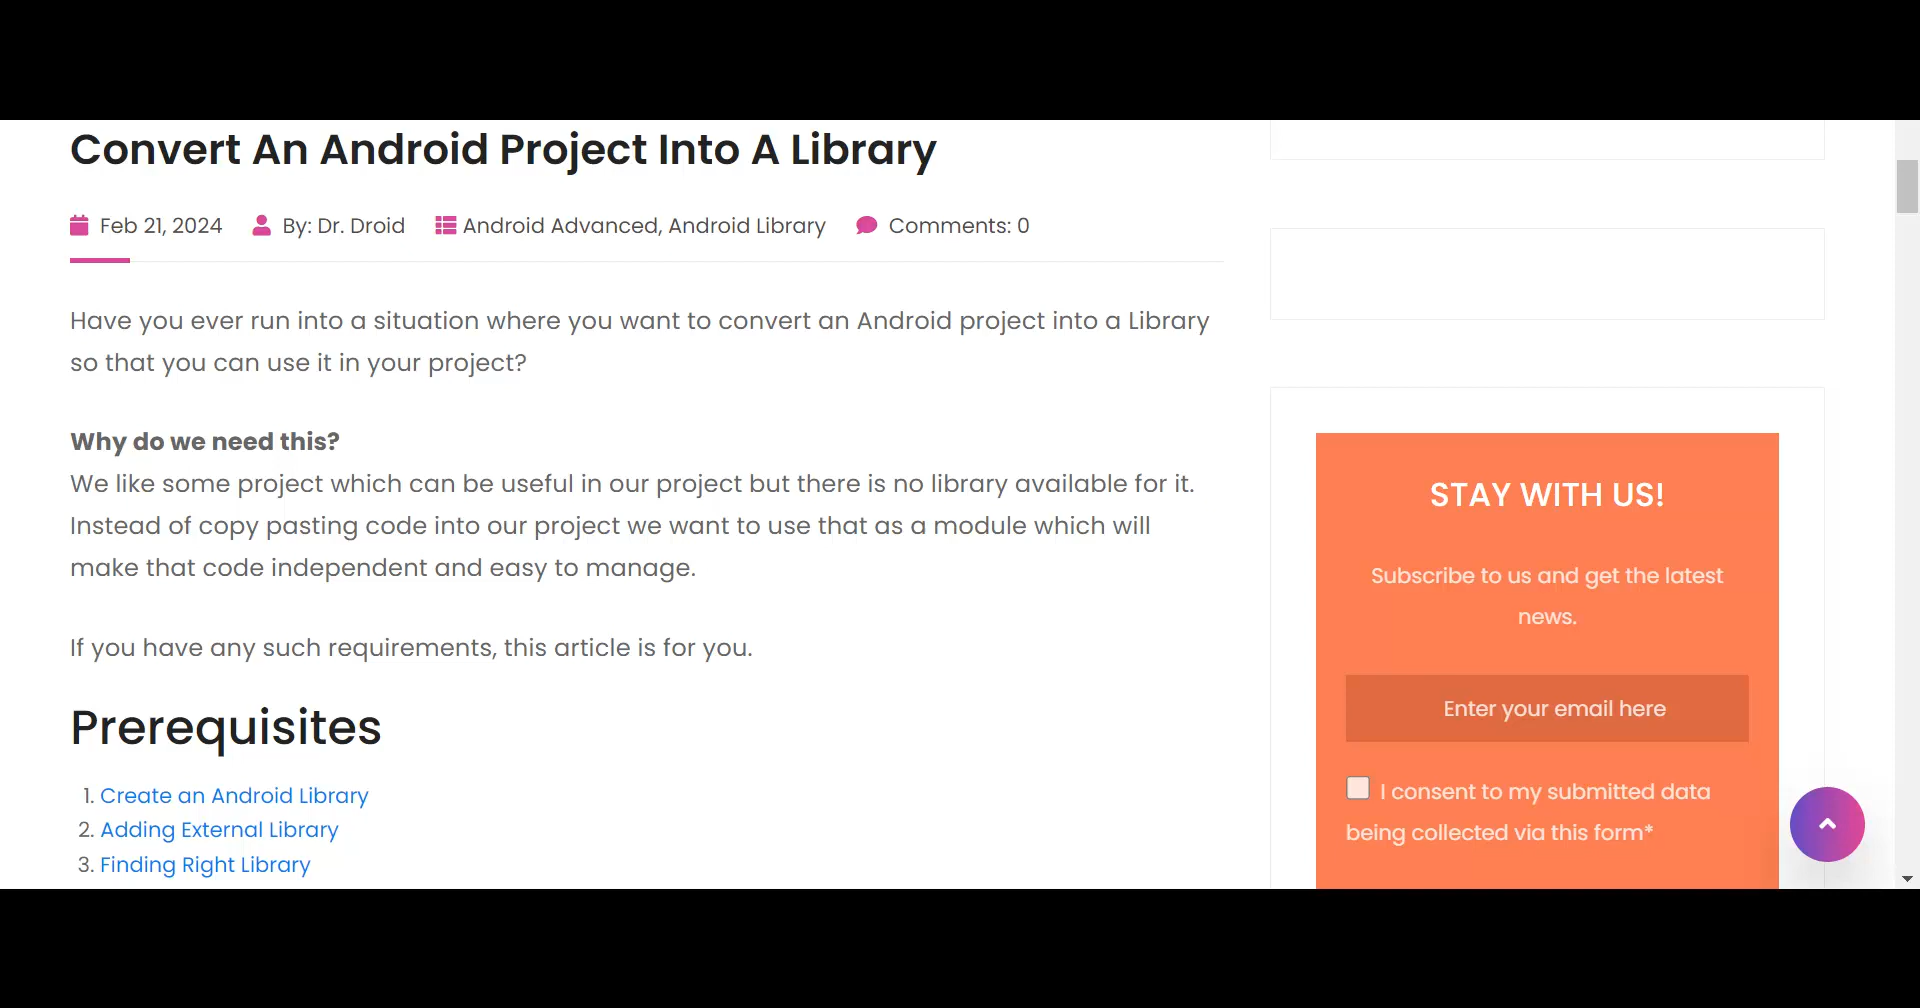 Convert An Android Project Into A Library
Feb 21, 2024 By: Dr. Droid Android Advanced, Android Library Comments: 0
Have you ever run into a situation where you want to convert an Android project into a Library
so that you can use it in your project?
Why do we need this?
We like some project which can be useful in our project but there is no library available for it.
Instead of copy pasting code into our project we want to use that as a module which will
make that code independent and easy to manage.
If you have any such requirements, this article is for you.
Prerequisites
1. Create an Android Library
2. Adding External Library
3. Finding Right Library
STAY WITH US!
Subscribe to us and get the latest
news.
Enter your email here
I consent to my submitted data
being collected via this form*